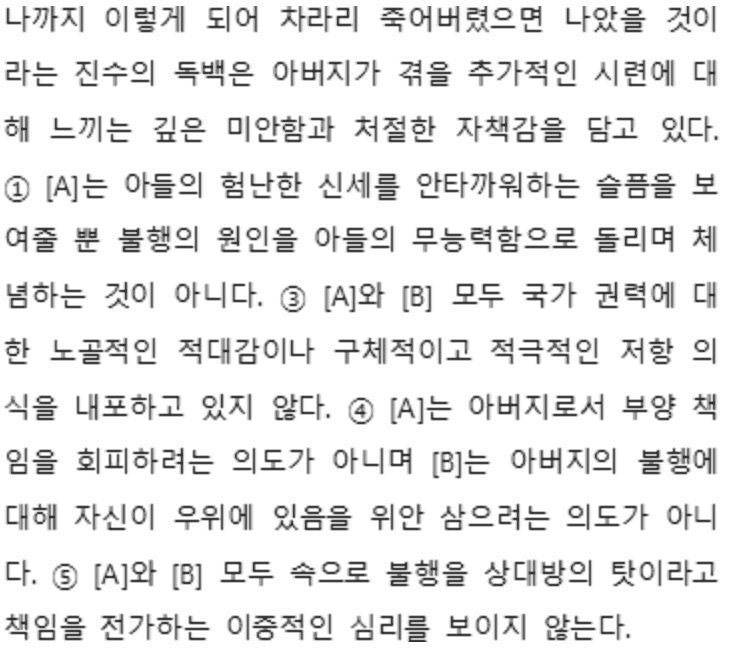 나까지 이렇게 되어 차라리 죽어버렸으면 나았을 것이
라는 진수의 독백은 아버지가 겪을 추가적인 시련에 대
해 느끼는 깊은 미안함과 처절한 자책감을 담고 있다.
① [A]는 아들의 험난한 신세를 안타까워하는 슬픔을 보
여줄 뿐 불행의 원인을 아들의 무능력함으로 돌리며 체
념하는 것이 아니다. ③ [A]와 [B] 모두 국가 권력에 대
한 노골적인 적대감이나 구체적이고 적극적인 저항 의
식을 내포하고 있지 않다. ④ [A]는 아버지로서 부양 책
임을 회피하려는 의도가 아니며 [B]는 아버지의 불행에
대해 자신이 우위에 있음을 위안 삼으려는 의도가 아니
다. ⑤ [A]와 [B] 모두 속으로 불행을 상대방의 탓이라고
책임을 전가하는 이중적인 심리를 보이지 않는다.